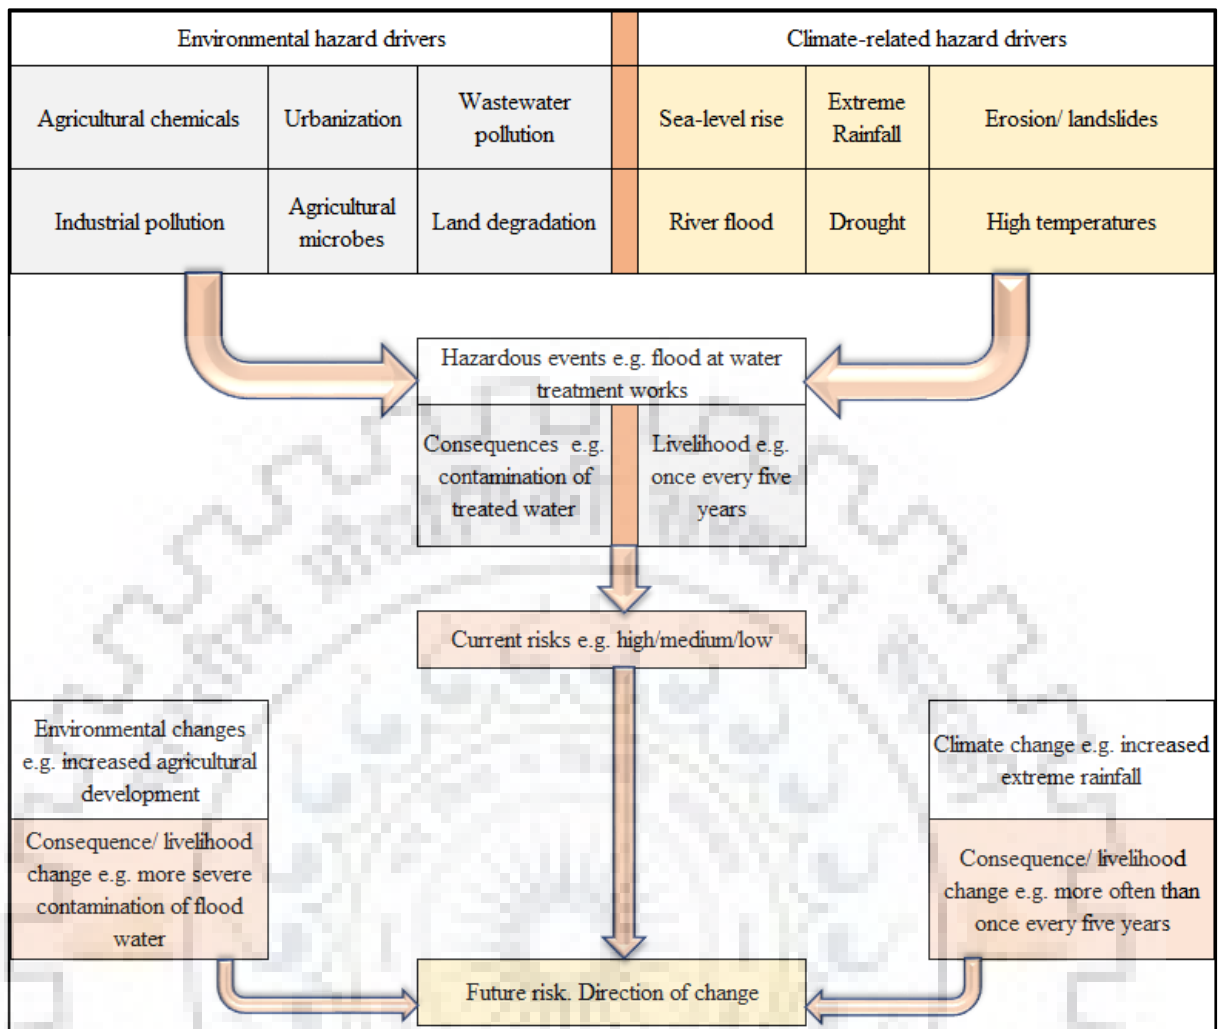 Environmental hazard drivers
Climate-related hazard drivers
Agricultural chemicals
Urbanization
Wastewater
pollution
Sea-level rise
Extreme
Rainfall
Erosion/ landslides
Industrial pollution
Agricultural
microbes
Land degradation
River flood
Drought
High temperatures
Hazardous events e.g. flood at water
treatment works
Consequences e.g.
contamination of
treated water
Livelihood e.g.
once every five
years
Current risks e.g. high/medium/low
Environmental changes
e.g. increased agricultural
development
Climate change e.g. increased
extreme rainfall
Consequence/ livelihood
change e.g. more severe
contamination of flood
water
Consequence/ livelihood
change e.g. more often than
once every five years
Future risk. Direction of change